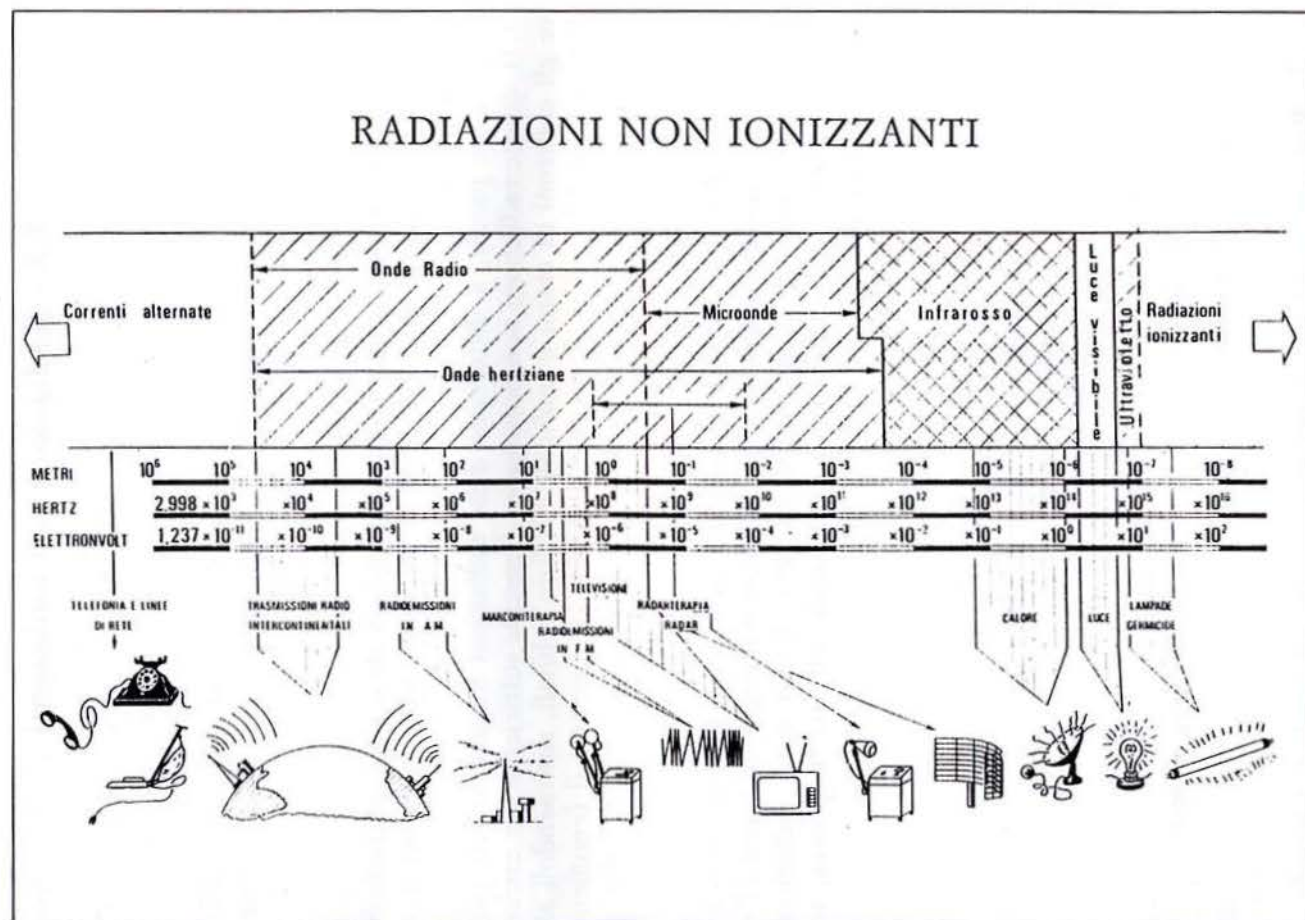 RADIAZIONI NON IONIZZANTI
Onde Radio
Luce visibile
Ultravioletto
Correnti alternate
Microonde
Infrarosso
Radiazioni
ionizzanti
Onde hertziane
METRI 10⁶ 10⁵ 10⁴ 10³ 10² 10¹ 10⁰ 10⁻¹ 10⁻² 10⁻³ 10⁻⁴ 10⁻⁵ 10⁻⁶ 10⁻⁷ 10⁻⁸
HERTZ 2,998 × 10³ ×10⁴ ×10⁵ ×10⁶ ×10⁷ ×10⁸ ×10⁹ ×10¹⁰ ×10¹¹ ×10¹² ×10¹³ ×10¹⁴ ×10¹⁵ ×10¹⁶
ELETTRONVOLT 1,237 × 10⁻¹¹ ×10⁻¹⁰ ×10⁻⁹ ×10⁻⁸ ×10⁻⁷ ×10⁻⁶ ×10⁻⁵ ×10⁻⁴ ×10⁻³ ×10⁻² ×10⁻¹ ×10⁰ ×10¹ ×10²
TELEFONIA E LINEE
DI RETE
TRASMISSIONI RADIO
INTERCONTINENTALI
RADIOEMISSIONI
IN AM
MARCONITERAPIA
RADIOEMISSIONI
IN FM
TELEVISIONE
RADARTERAPIA
RADAR
CALORE
LUCE
LAMPADE
GERMICIDE